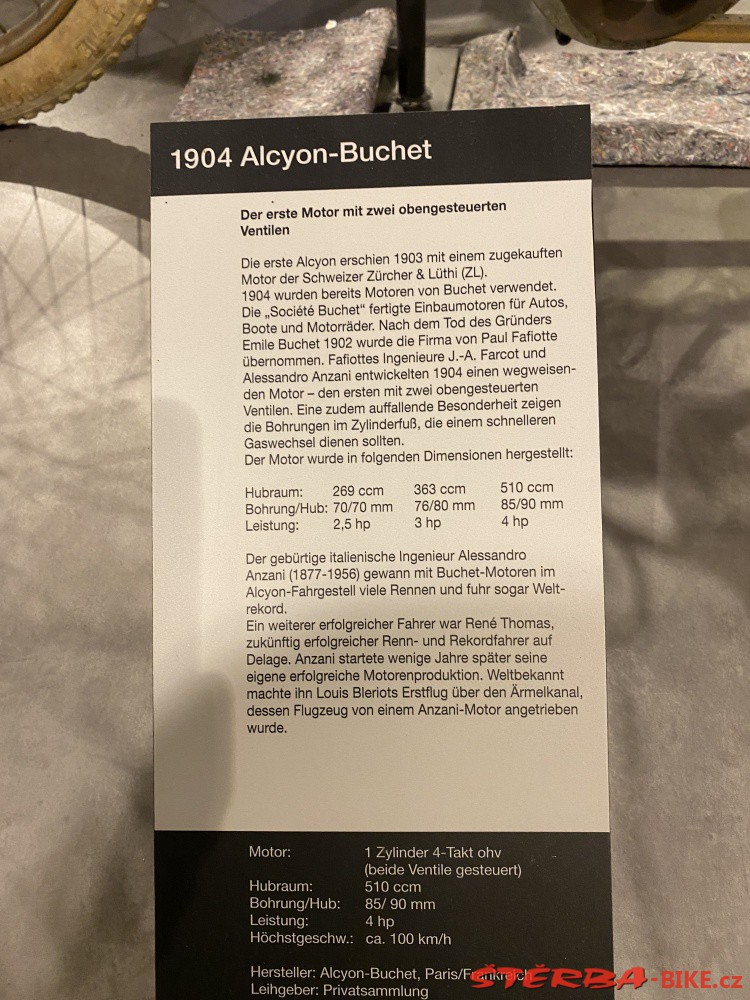 1904 Alcyon-Buchet
Der erste Motor mit zwei obengesteuerten
Ventilen
Die erste Alcyon erschien 1903 mit einem zugekauften
Motor der Schweizer Zürcher & Lüthi (ZL).
1904 wurden bereits Motoren von Buchet verwendet.
Die „Société Buchet“ fertigte Einbaumotoren für Autos,
Boote und Motorräder. Nach dem Tod des Gründers
Emile Buchet 1902 wurde die Firma von Paul Fafiotte
übernommen. Fafiottes Ingenieure J.-A. Farcot und
Alessandro Anzani entwickelten 1904 einen wegweisen-
den Motor – den ersten mit zwei obengesteuerten
Ventilen. Eine zudem auffallende Besonderheit zeigen
die Bohrungen im Zylinderfuß, die einem schnelleren
Gaswechsel dienen sollten.
Der Motor wurde in folgenden Dimensionen hergestellt:
Hubraum: 269 ccm 363 ccm 510 ccm
Bohrung/Hub: 70/70 mm 76/80 mm 85/90 mm
Leistung: 2,5 hp 3 hp 4 hp
Der gebürtige italienische Ingenieur Alessandro
Anzani (1877-1956) gewann mit Buchet-Motoren im
Alcyon-Fahrgestell viele Rennen und fuhr sogar Welt-
rekord.
Ein weiterer erfolgreicher Fahrer war René Thomas,
zukünftig erfolgreicher Renn- und Rekordfahrer auf
Delage. Anzani startete wenige Jahre später seine
eigene erfolgreiche Motorenproduktion. Weltbekannt
machte ihn Louis Bleriots Erstflug über den Ärmelkanal,
dessen Flugzeug von einem Anzani-Motor angetrieben
wurde.
Motor: 1 Zylinder 4-Takt ohv
(beide Ventile gesteuert)
Hubraum: 510 ccm
Bohrung/Hub: 85/ 90 mm
Leistung: 4 hp
Höchstgeschw.: ca. 100 km/h
Hersteller: Alcyon-Buchet, Paris/Frankreich
Leihgeber: Privatsammlung
ŠTĚRBA-BIKE.cz